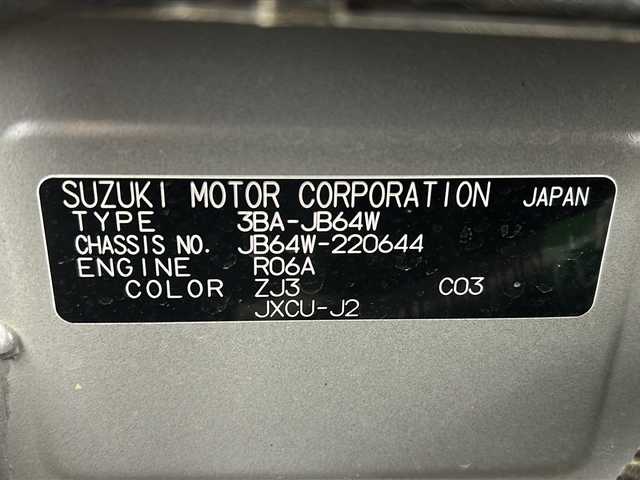 SUZUKI MOTOR CORPORATION JAPAN
TYPE 3BA-JB64W
CHASSIS NO. JB64W-220644
ENGINE R06A
COLOR ZJ3 C03
JXCU-J2